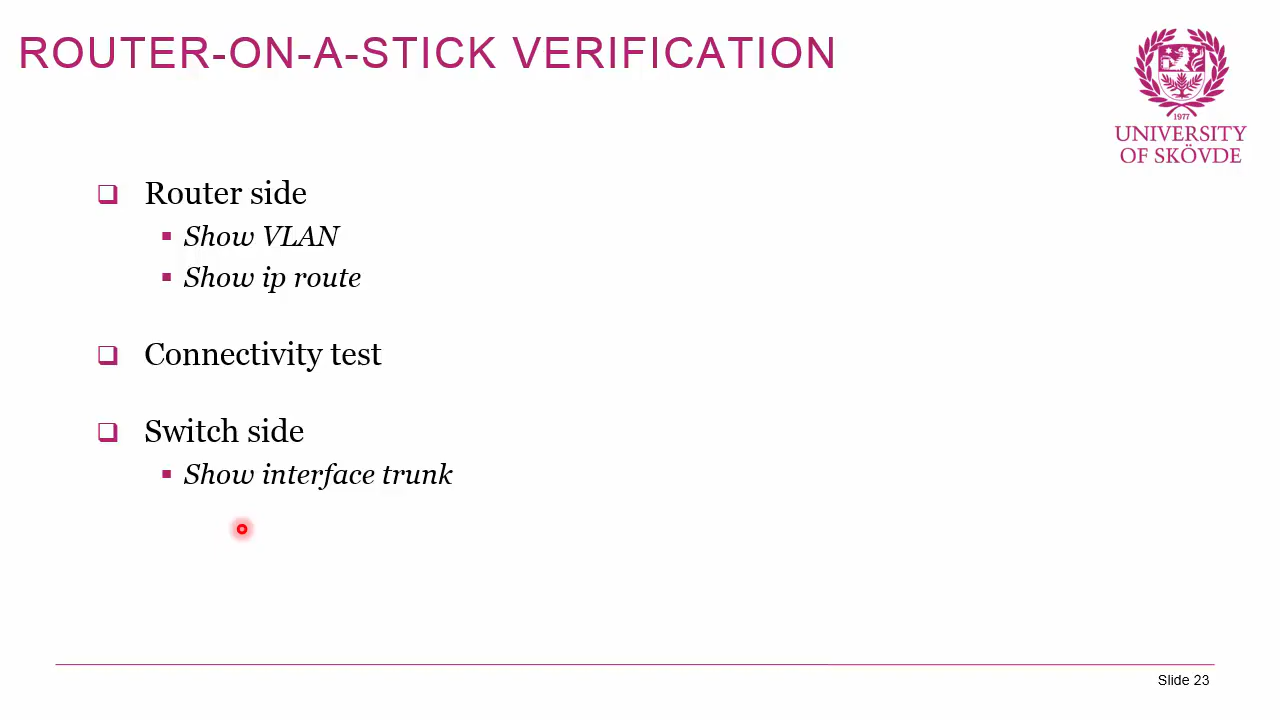 ROUTER-ON-A-STICK VERIFICATION
1977
UNIVERSITY
OF SKÖVDE
Router side
Show VLAN
Show ip route
Connectivity test
Switch side
Show interface trunk
Slide 23